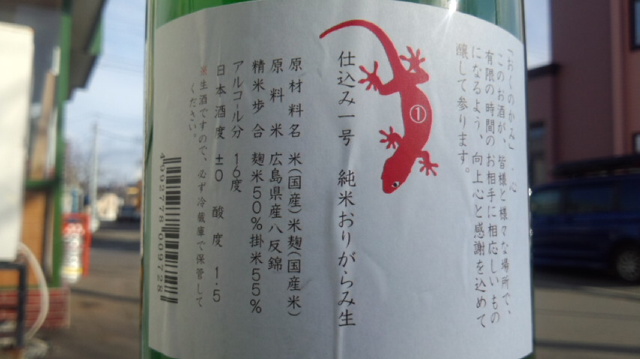 「おくのかみ」　心
このお酒が、皆様と様々な場所で、
有限の時間のお相手に相応しいもの
になるよう、向上心と感謝を込めて
醸して参ります。
①
仕込み一号　純米おりがらみ生
原材料名　米(国産)米麹(国産米)
原料米　広島県産八反錦
精米歩合　麹米50%掛米55%
アルコール分　16度
日本酒度　±0　酸度　1.5
※生酒ですので、必ず冷蔵庫で保管して
ください。